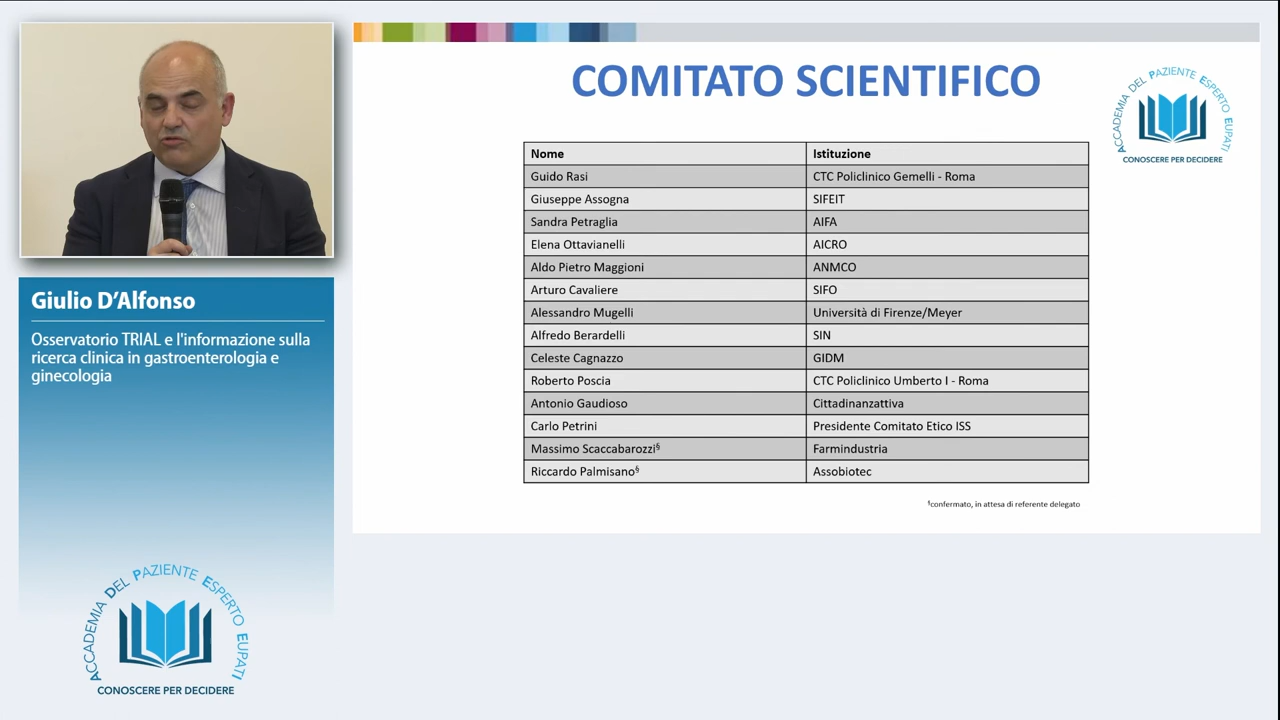 Giulio D'Alfonso
Osservatorio TRIAL e l'informazione sulla
ricerca clinica in gastroenterologia e
ginecologia
ACCADEMIA DEL PAZIENTE ESPERTO EUPATI
CONOSCERE PER DECIDERE
COMITATO SCIENTIFICO
ACCADEMIA DEL PAZIENTE ESPERTO EUPATI
CONOSCERE PER DECIDERE
Nome Istituzione
Guido Rasi CTC Policlinico Gemelli - Roma
Giuseppe Assogna SIFEIT
Sandra Petraglia AIFA
Elena Ottavianelli AICRO
Aldo Pietro Maggioni ANMCO
Arturo Cavaliere SIFO
Alessandro Mugelli Università di Firenze/Meyer
Alfredo Berardelli SIN
Celeste Cagnazzo GIDM
Roberto Poscia CTC Policlinico Umberto I - Roma
Antonio Gaudioso Cittadinanzattiva
Carlo Petrini Presidente Comitato Etico ISS
Massimo Scaccabarozzi§ Farmindustria
Riccardo Palmisano§ Assobiotec
§confermato, in attesa di referente delegato